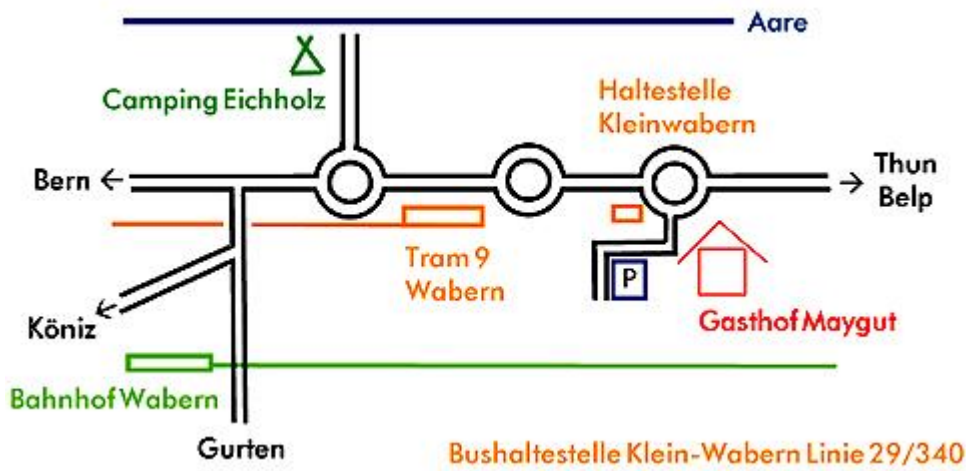 Aare
Camping Eichholz
Haltestelle
Kleinwabern
Bern
Thun
Belp
Tram 9
Wabern
P
Köniz
Gasthof Maygut
Bahnhof Wabern
Gurten
Bushaltestelle Klein-Wabern Linie 29/340